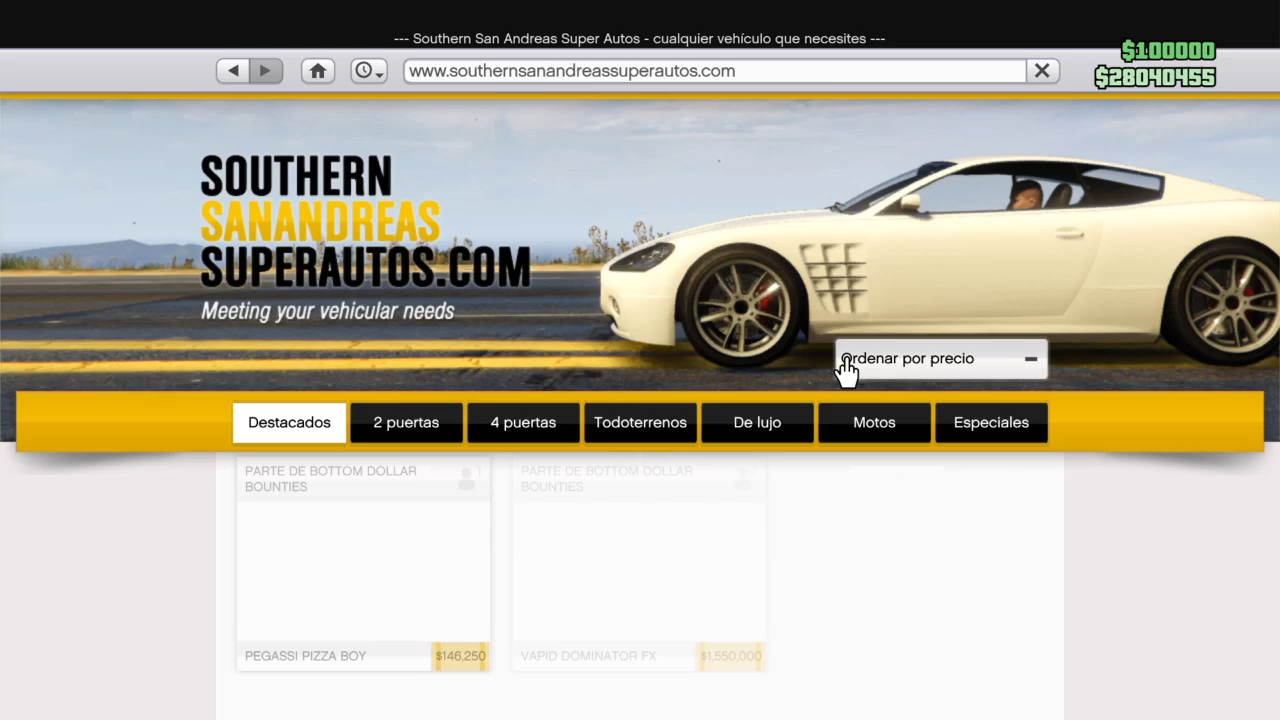 --- Southern San Andreas Super Autos - cualquier vehículo que necesites ---
$100000
www.southernsanandreassuperautos.com
$28040455
SOUTHERN
SANANDREAS
SUPERAUTOS.COM
Meeting your vehicular needs
Ordenar por precio
Destacados
2 puertas
4 puertas
Todoterrenos
De lujo
Motos
Especiales
PARTE DE BOTTOM DOLLAR
BOUNTIES
1
PARTE DE BOTTOM DOLLAR
BOUNTIES
PEGASSI PIZZA BOY
$146,250
VAPID DOMINATOR FX
$1,550,000